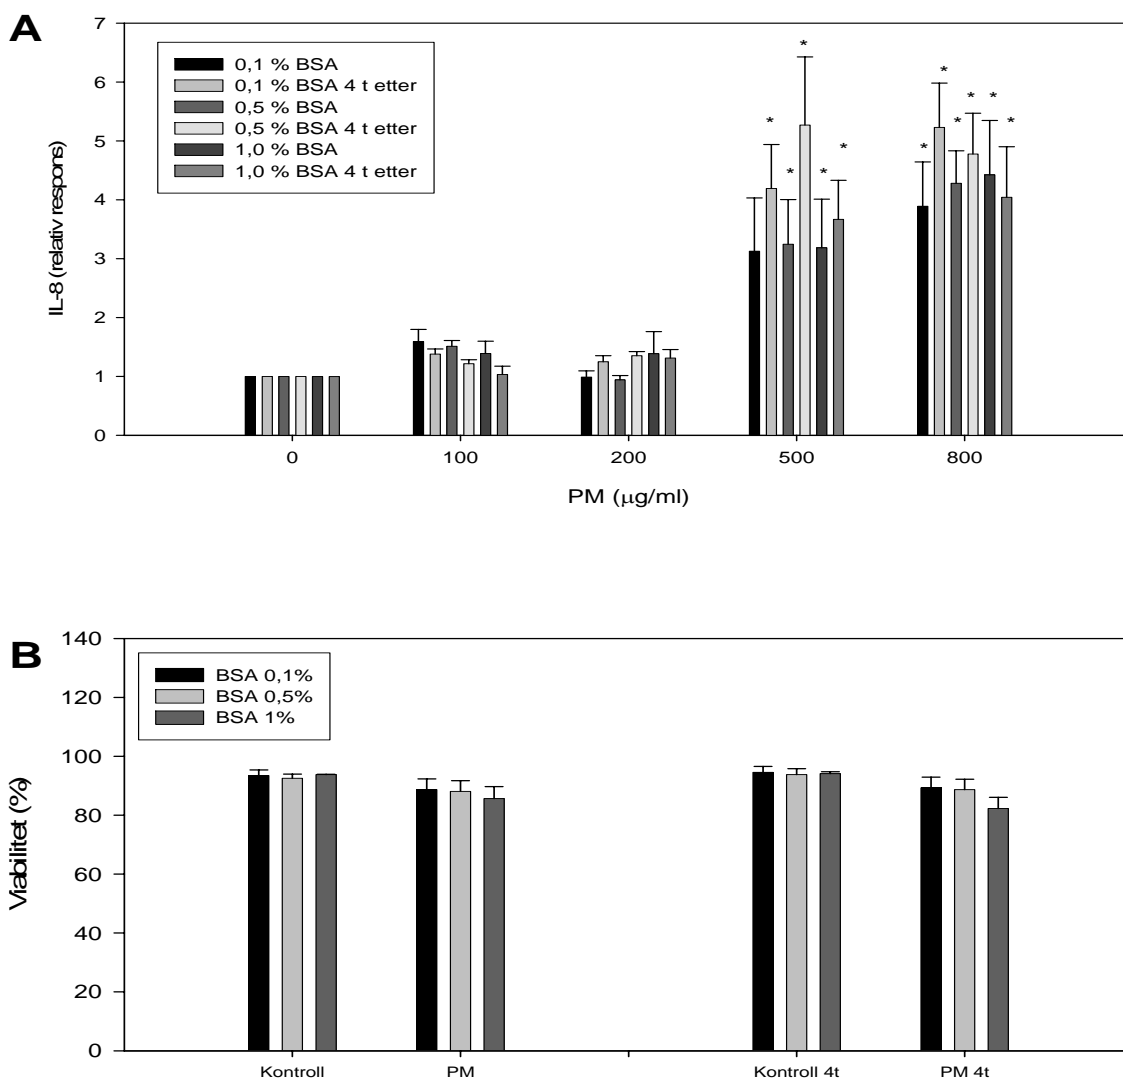 A
7
6
5
4
3
2
1
0
IL-8 (relativ respons)
0,1 % BSA
0,1 % BSA 4 t etter
0,5 % BSA
0,5 % BSA 4 t etter
1,0 % BSA
1,0 % BSA 4 t etter
* * * * * *
* * * * *
0 100 200 500 800
PM (µg/ml)
B
140
120
100
80
60
40
20
0
Viabilitet (%)
BSA 0,1%
BSA 0,5%
BSA 1%
Kontroll PM Kontroll 4t PM 4t